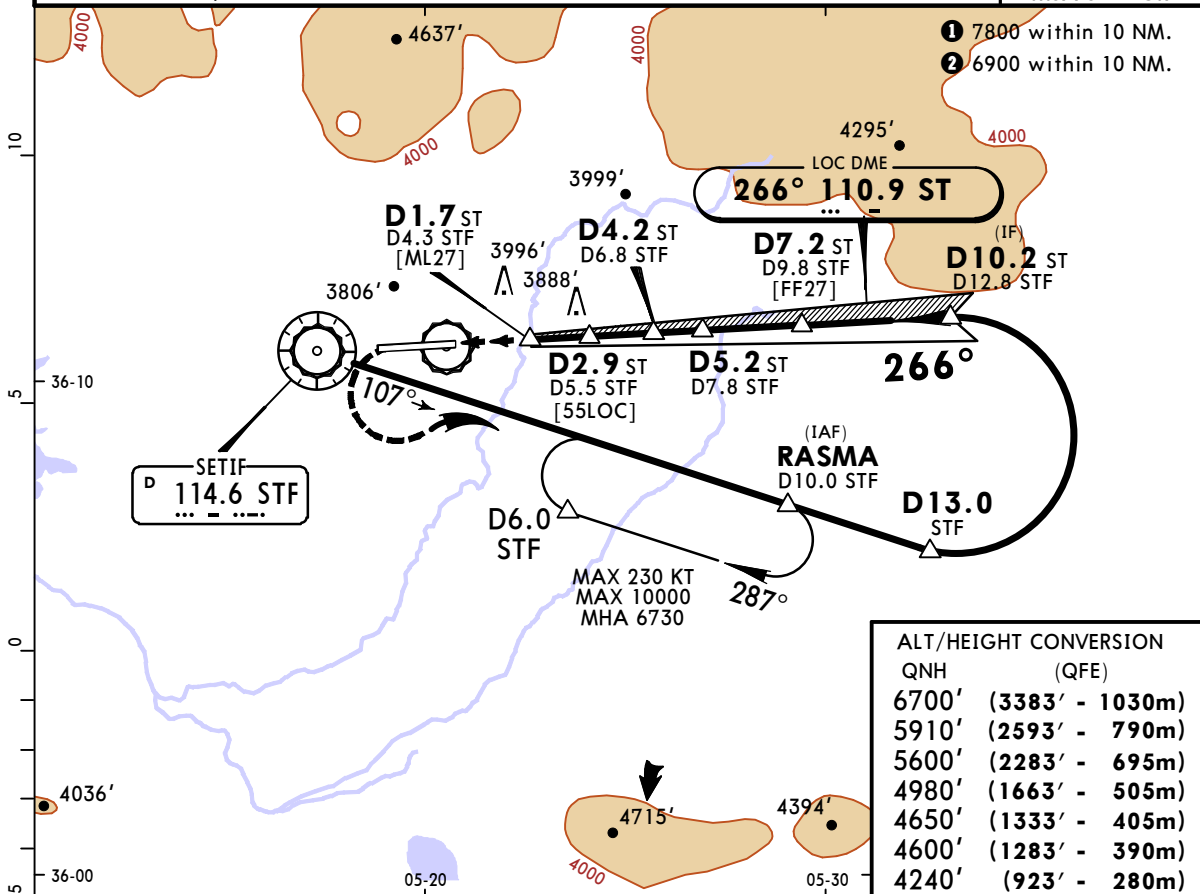 ❶ 7800 within 10 NM.
❷ 6900 within 10 NM.
4000
4637'
4000
4000
4295'
4000
10
LOC DME
266° 110.9 ST
3999'
D1.7 ST
D4.3 STF
[ML27]
3996'
3888'
3806'
D4.2 ST
D6.8 STF
D7.2 ST
D9.8 STF
[FF27]
(IF)
D10.2 ST
D12.8 STF
D2.9 ST
D5.5 STF
[55LOC]
D5.2 ST
D7.8 STF
266°
36-10
5
107°
SETIF
D 114.6 STF
(IAF)
RASMA
D10.0 STF
D13.0
STF
D6.0
STF
MAX 230 KT
MAX 10000
MHA 6730
287°
0
ALT/HEIGHT CONVERSION
QNH (QFE)
6700' (3383' - 1030m)
5910' (2593' - 790m)
5600' (2283' - 695m)
4980' (1663' - 505m)
4650' (1333' - 405m)
4600' (1283' - 390m)
4240' (923' - 280m)
4036'
4715'
4394'
4000
5
36-00
05-20
05-30